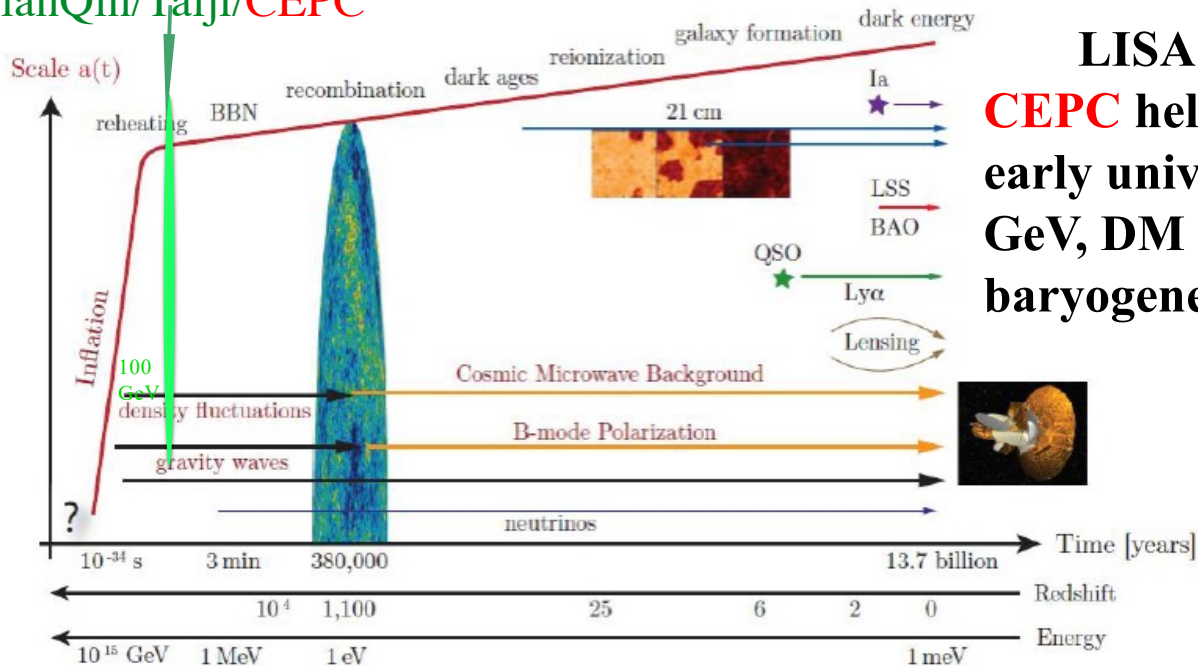 Taiji/CEPC
LISA
CEPC
early
GeV, DM
Scale a(t)
reheating
BBN
recombination
dark ages
reionization
galaxy formation
dark energy
Ia
21 cm
LSS
BAO
QSO
Lyα
Lensing
Inflation
100
GeV
density fluctuations
Cosmic Microwave Background
B-mode Polarization
gravity waves
neutrinos
?
10⁻³⁴ s 3 min 380,000 13.7 billion
Time [years]
10⁴ 1,100 25 6 2 0
Redshift
Energy
10¹⁵ GeV 1 MeV 1 eV 1 meV